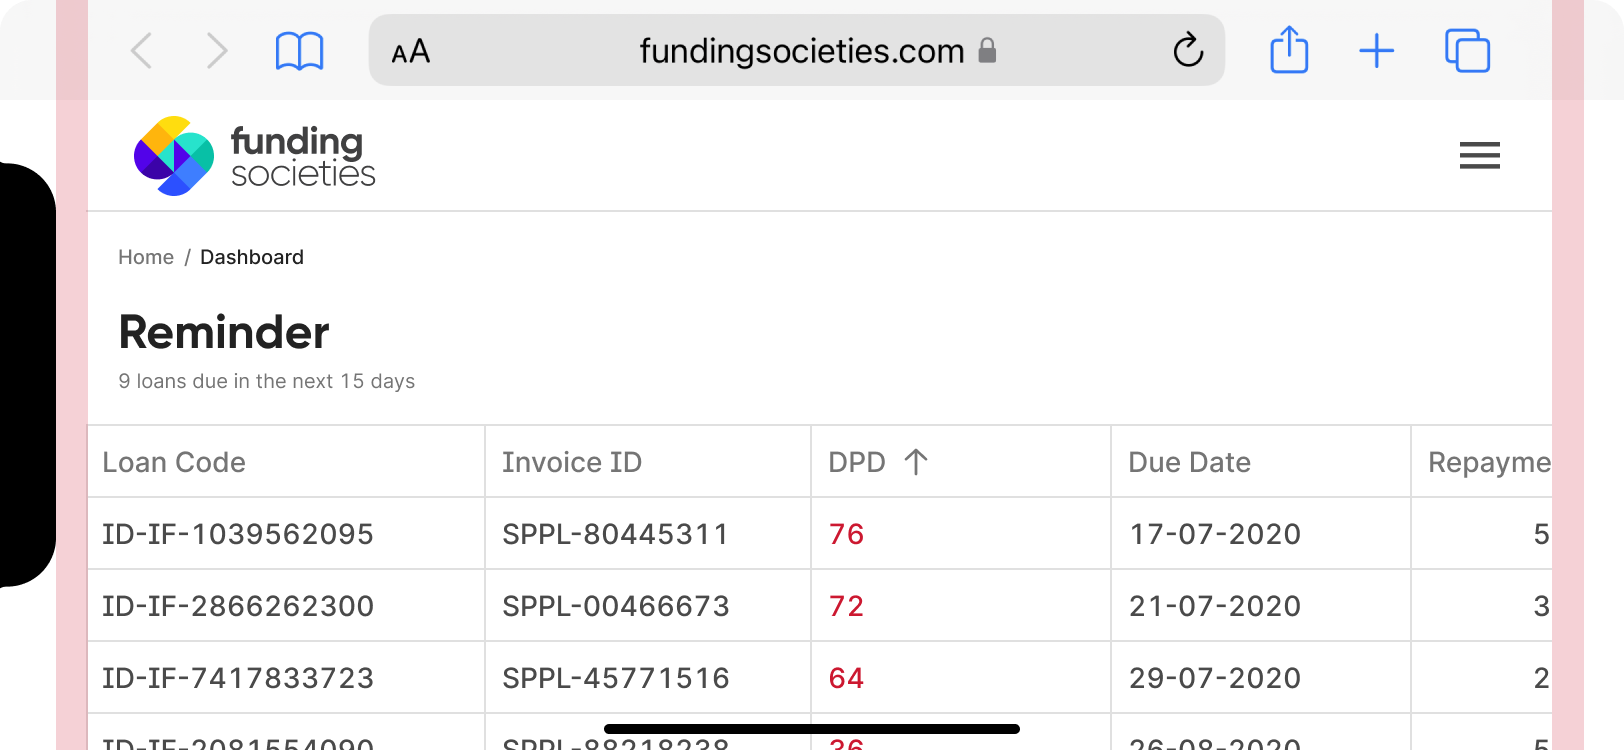 AA fundingsocieties.com
funding
societies
Home / Dashboard
Reminder
9 loans due in the next 15 days
Loan Code Invoice ID DPD ↑ Due Date Repayme
ID-IF-1039562095 SPPL-80445311 76 17-07-2020 5
ID-IF-2866262300 SPPL-00466673 72 21-07-2020 3
ID-IF-7417833723 SPPL-45771516 64 29-07-2020 2
ID-IF-2081554090 SPPL-88218238 36 26-08-2020 5